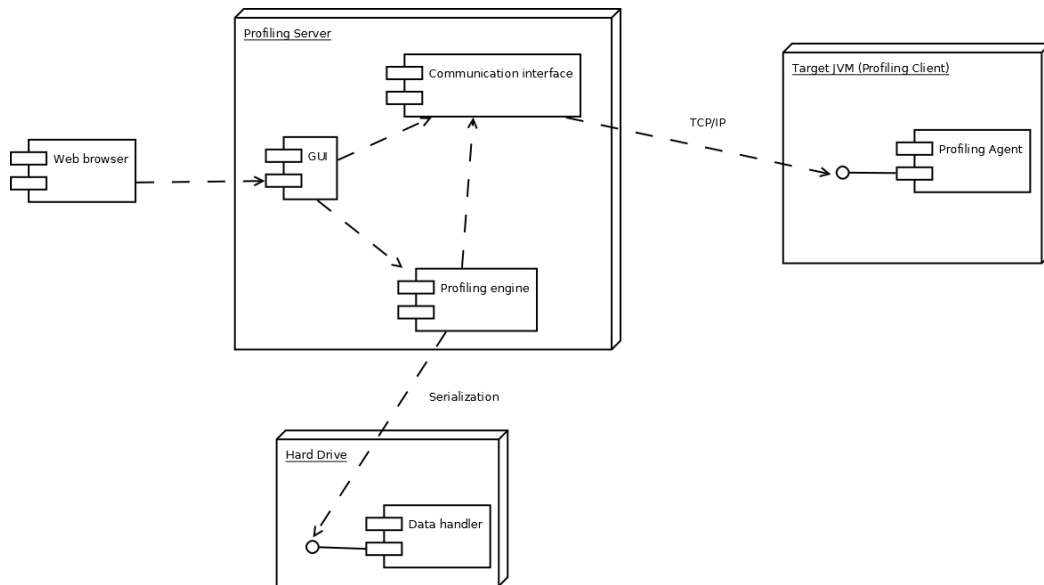 Profiling Server
Communication interface
Target JVM (Profiling Client)
TCP/IP
Web browser
GUI
Profiling Agent
Profiling engine
Serialization
Hard Drive
Data handler